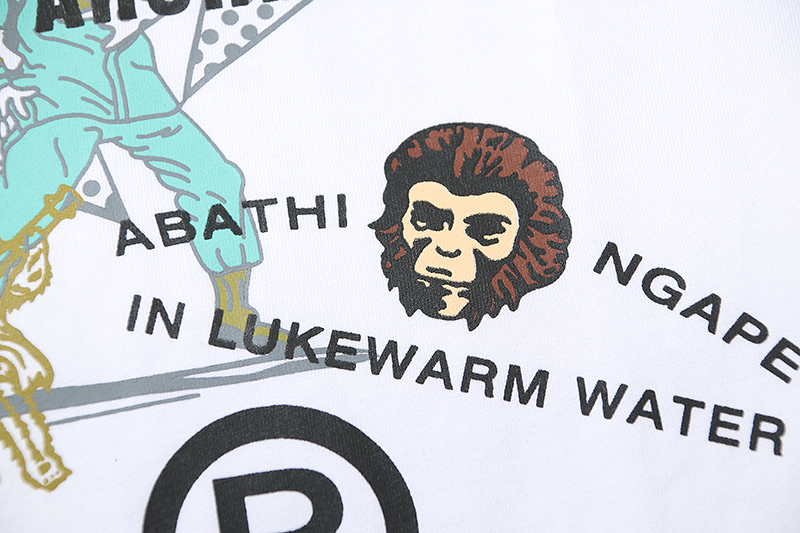 ABATHI NGAPE
IN LUKEWARM WATER
R